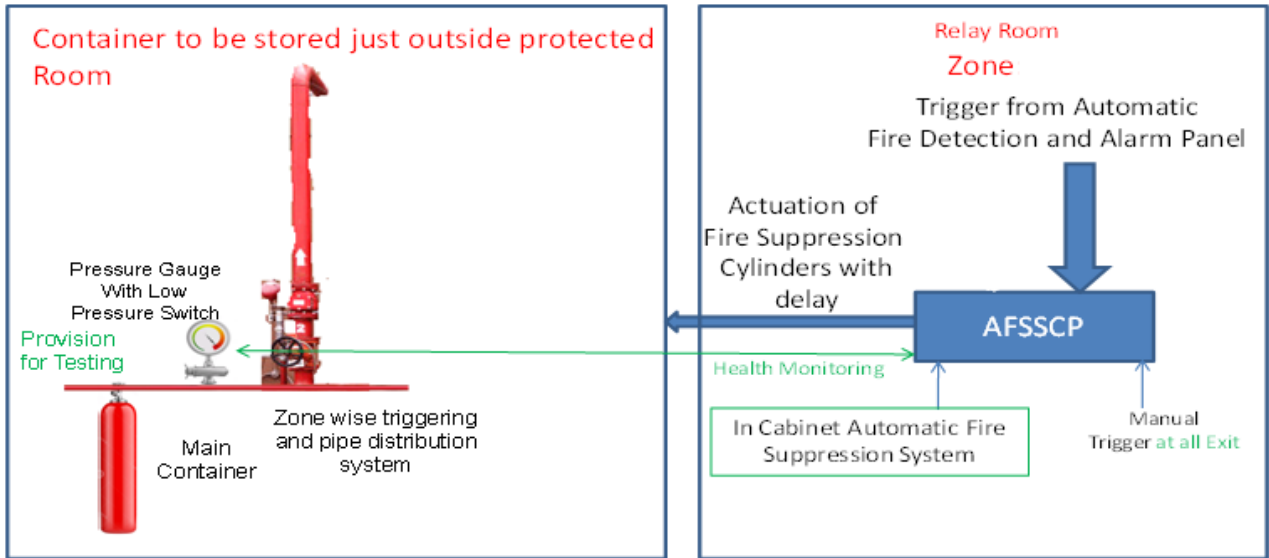 Container to be stored just outside protected
Room
Pressure Gauge
With Low
Pressure Switch
Provision
for Testing
Main
Container
Zone wise triggering
and pipe distribution
system
Relay Room
Zone
Trigger from Automatic
Fire Detection and Alarm Panel
Actuation of
Fire Suppression
Cylinders with
delay
AFSSCP
Health Monitoring
In Cabinet Automatic Fire
Suppression System
Manual
Trigger at all Exit